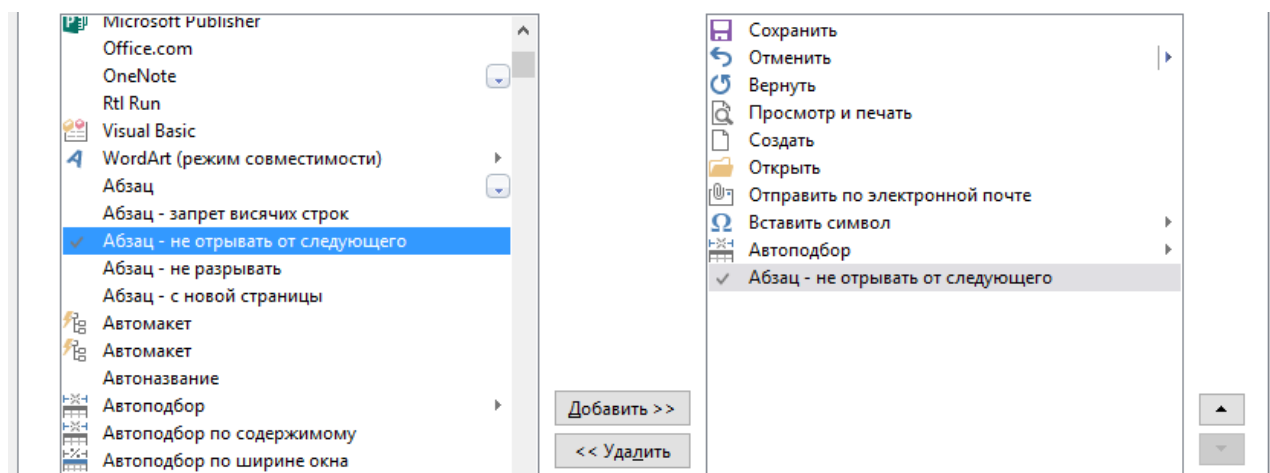 Microsoft Publisher
Office.com
OneNote
Rtl Run
Visual Basic
WordArt (режим совместимости)
Абзац
Абзац - запрет висячих строк
Абзац - не отрывать от следующего
Абзац - не разрывать
Абзац - с новой страницы
Автомакет
Автомакет
Автоназвание
Автоподбор
Автоподбор по содержимому
Автоподбор по ширине окна
Добавить >>
<< Удалить
Сохранить
Отменить
Вернуть
Просмотр и печать
Создать
Открыть
Отправить по электронной почте
Вставить символ
Автоподбор
Абзац - не отрывать от следующего